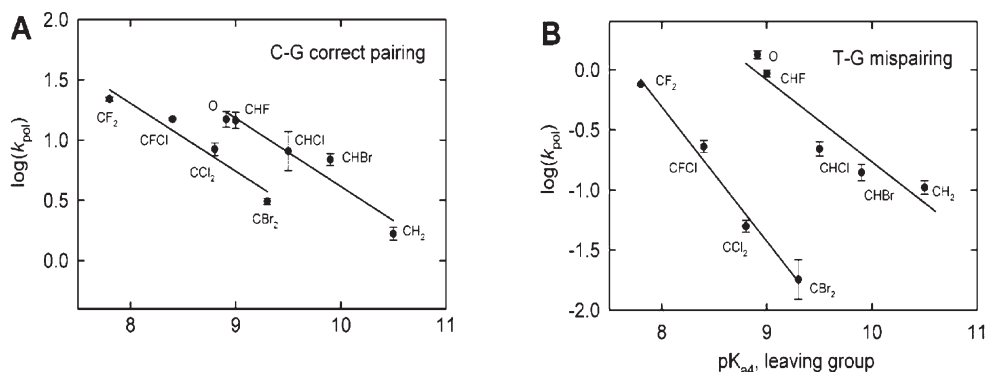 A
C-G correct pairing
log(kpol)
2.0
1.5
1.0
0.5
0.0
CF2
CFCl
CCl2
CBr2
O
CHF
CHCl
CHBr
CH2
8 9 10 11
B
T-G mispairing
log(kpol)
0.0
-0.5
-1.0
-1.5
-2.0
CF2
CFCl
CCl2
CBr2
O
CHF
CHCl
CHBr
CH2
8 9 10 11
pKa4, leaving group